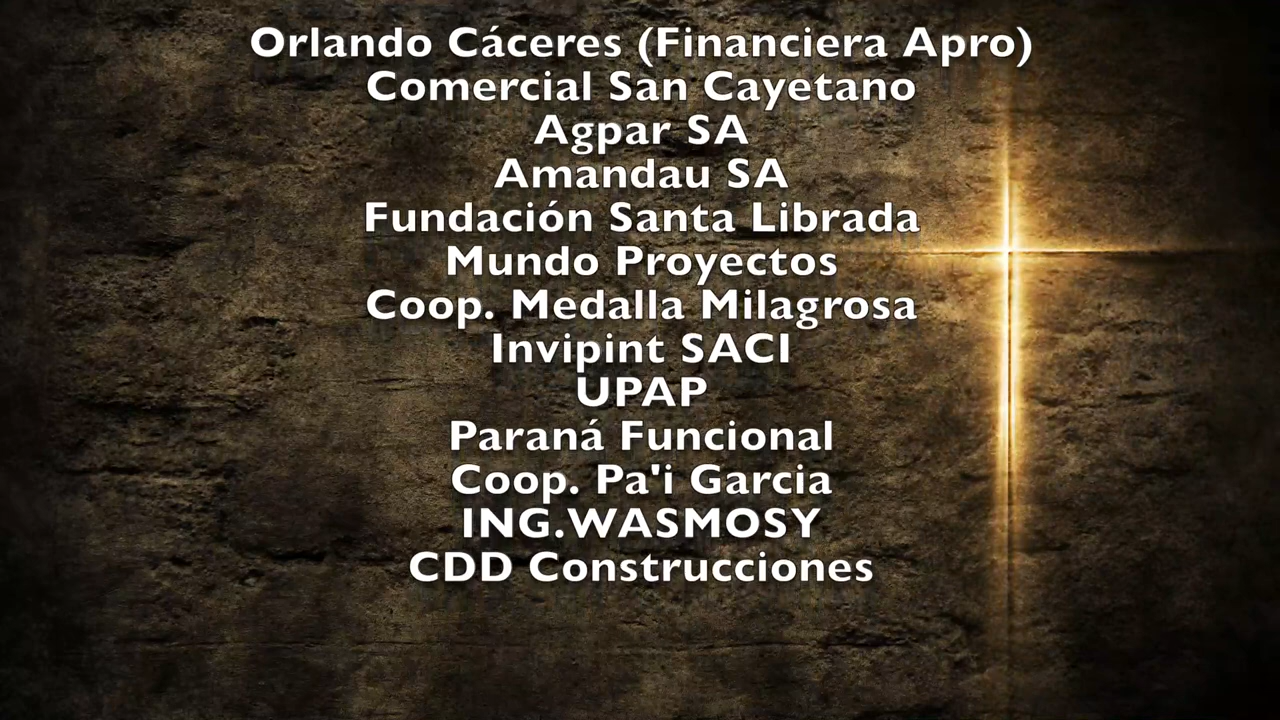 Orlando Cáceres (Financiera Apro)
Comercial San Cayetano
Agpar SA
Amandau SA
Fundación Santa Librada
Mundo Proyectos
Coop. Medalla Milagrosa
Invipint SACI
UPAP
Paraná Funcional
Coop. Pa'i Garcia
ING.WASMOSY
CDD Construcciones